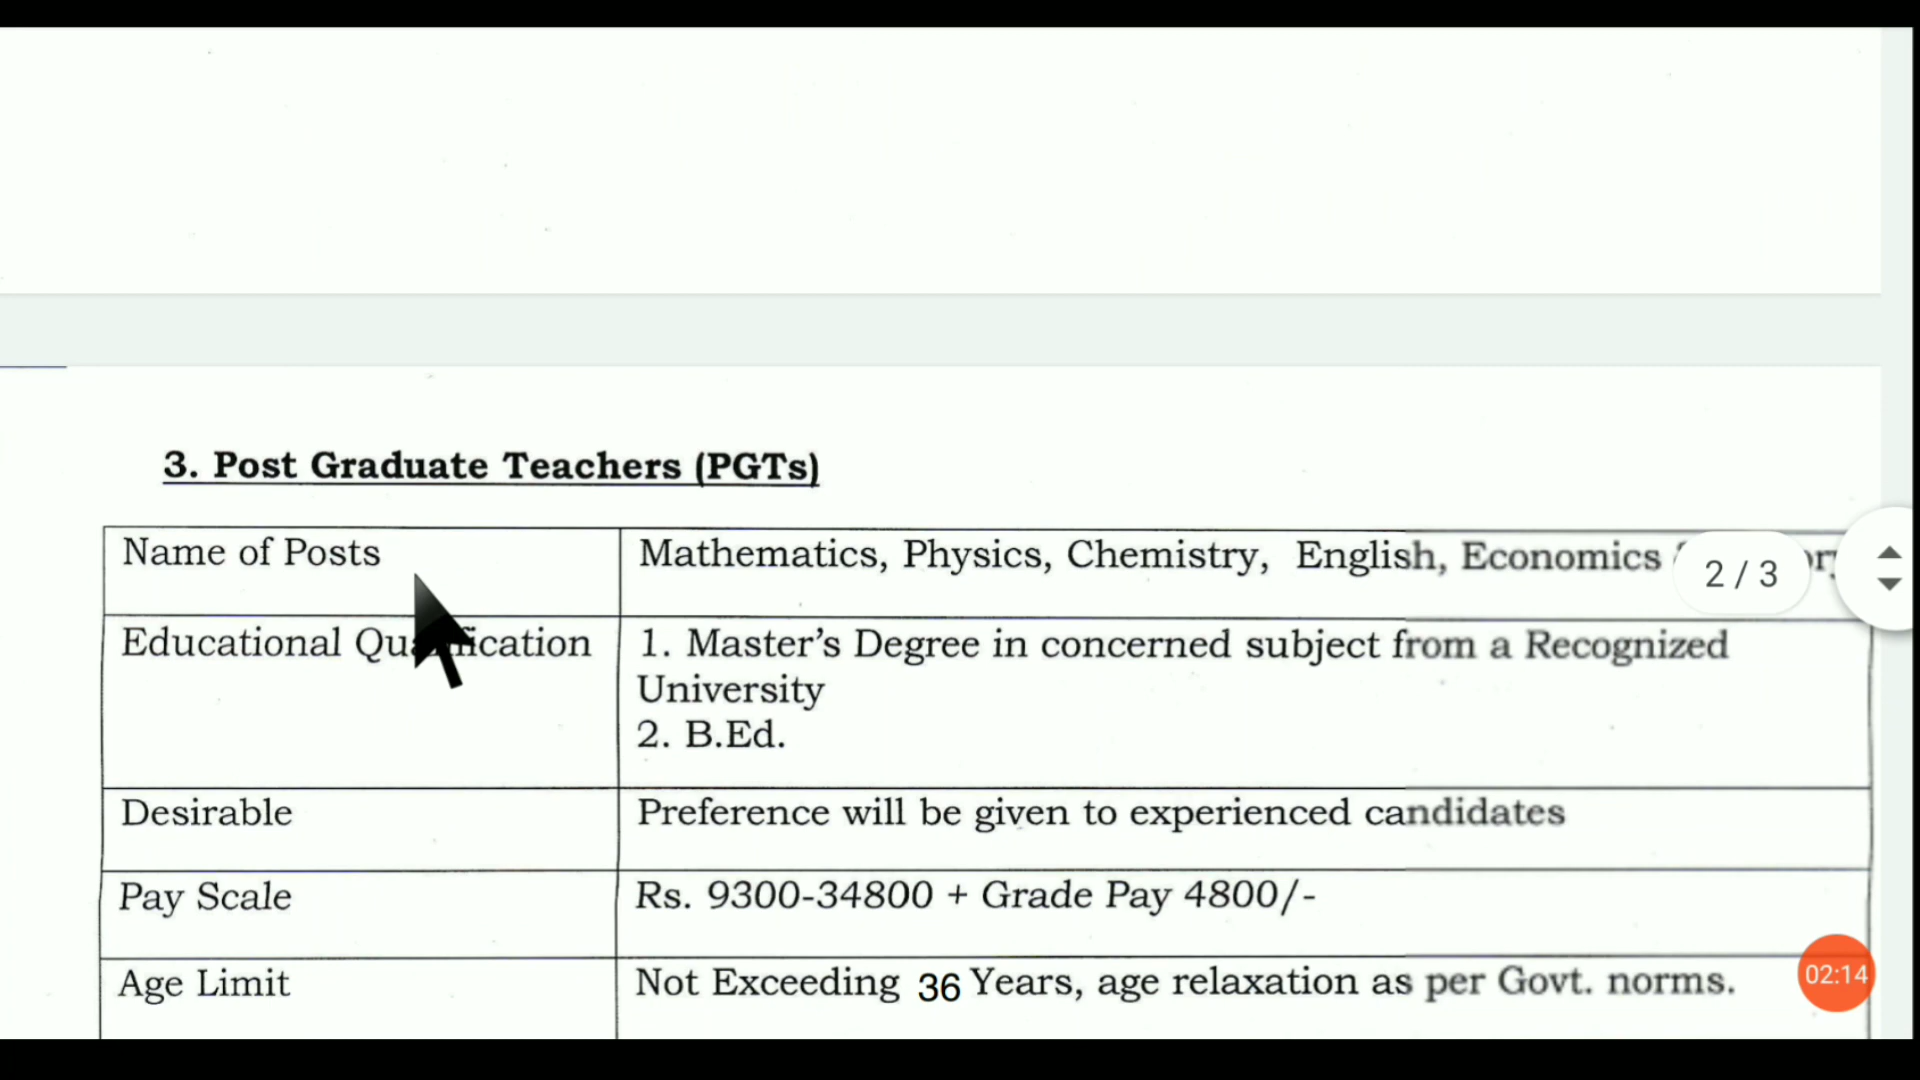 3. Post Graduate Teachers (PGTs)
Name of Posts
Mathematics, Physics, Chemistry, English, Economics
2 / 3
Educational Qualification
1. Master's Degree in concerned subject from a Recognized
University
2. B.Ed.
Desirable
Preference will be given to experienced candidates
Pay Scale
Rs. 9300-34800 + Grade Pay 4800/-
Age Limit
Not Exceeding 36 Years, age relaxation as per Govt. norms.
02:14